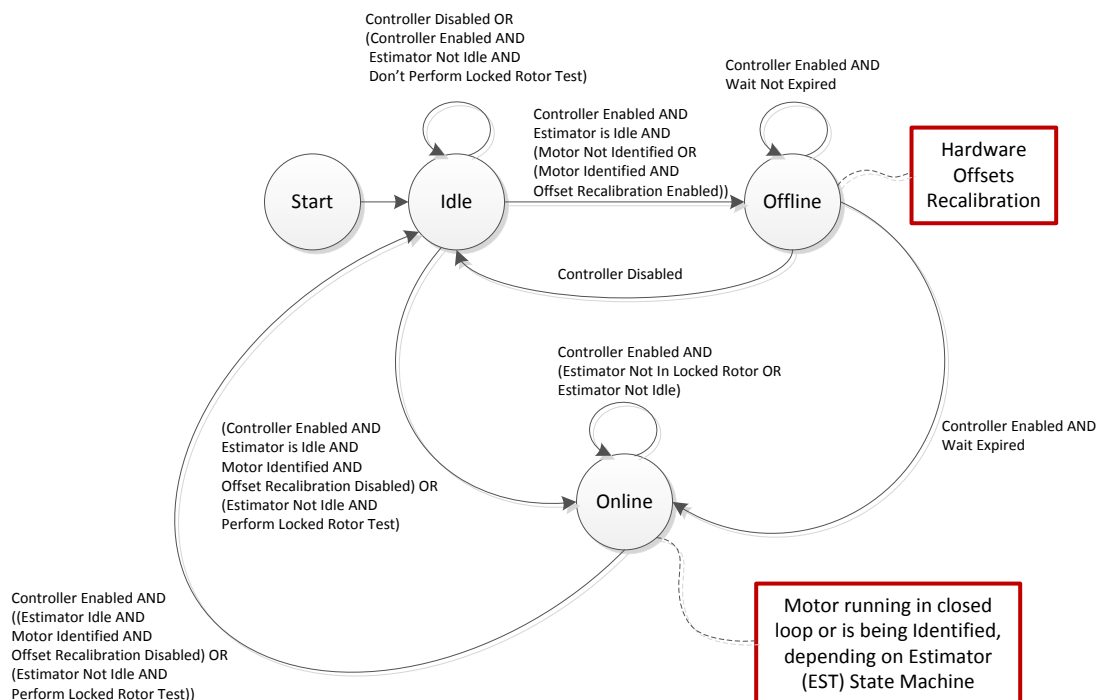 Controller Disabled OR
(Controller Enabled AND
Estimator Not Idle AND
Don't Perform Locked Rotor Test)
Controller Enabled AND
Wait Not Expired
Controller Enabled AND
Estimator is Idle AND
(Motor Not Identified OR
(Motor Identified AND
Offset Recalibration Enabled))
Hardware
Offsets
Recalibration
Start
Idle
Offline
Controller Disabled
Controller Enabled AND
(Estimator Not In Locked Rotor OR
Estimator Not Idle)
(Controller Enabled AND
Estimator is Idle AND
Motor Identified AND
Offset Recalibration Disabled) OR
(Estimator Not Idle AND
Perform Locked Rotor Test)
Controller Enabled AND
Wait Expired
Online
Controller Enabled AND
((Estimator Idle AND
Motor Identified AND
Offset Recalibration Disabled) OR
(Estimator Not Idle AND
Perform Locked Rotor Test))
Motor running in closed
loop or is being Identified,
depending on Estimator
(EST) State Machine